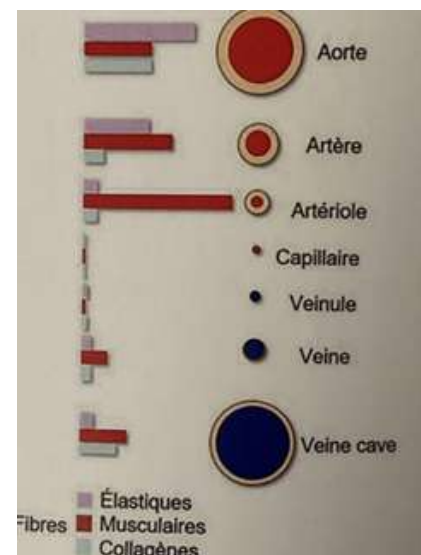 Aorte
Artère
Artériole
Capillaire
Veinule
Veine
Veine cave
Élastiques
Fibres Musculaires
Collagènes